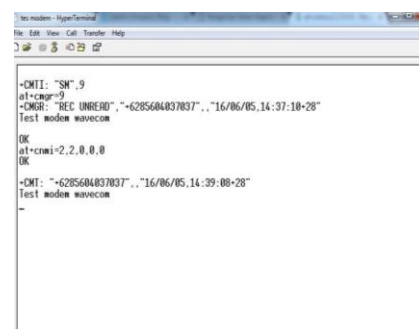 tes modem - HyperTerminal
File Edit View Call Transfer Help
+CMTI: "SM",9
at+cmgr=9
+CMGR: "REC UNREAD","+6285604037037",,"16/06/05,14:37:10+28"
Test modem wavecom
OK
at+cnmi=2,2,0,0,0
OK
+CMT: "+6285604037037",,"16/06/05,14:39:08+28"
Test modem wavecom